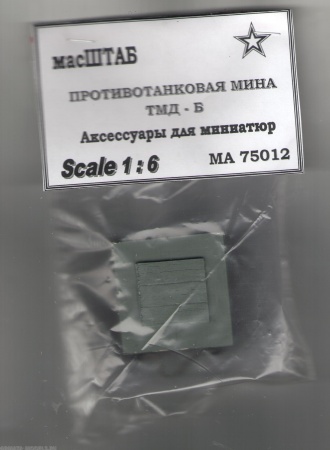 масШТАБ
ПРОТИВОТАНКОВАЯ МИНА
ТМД - Б
Аксессуары для миниатюр
Scale 1:6
МА 75012